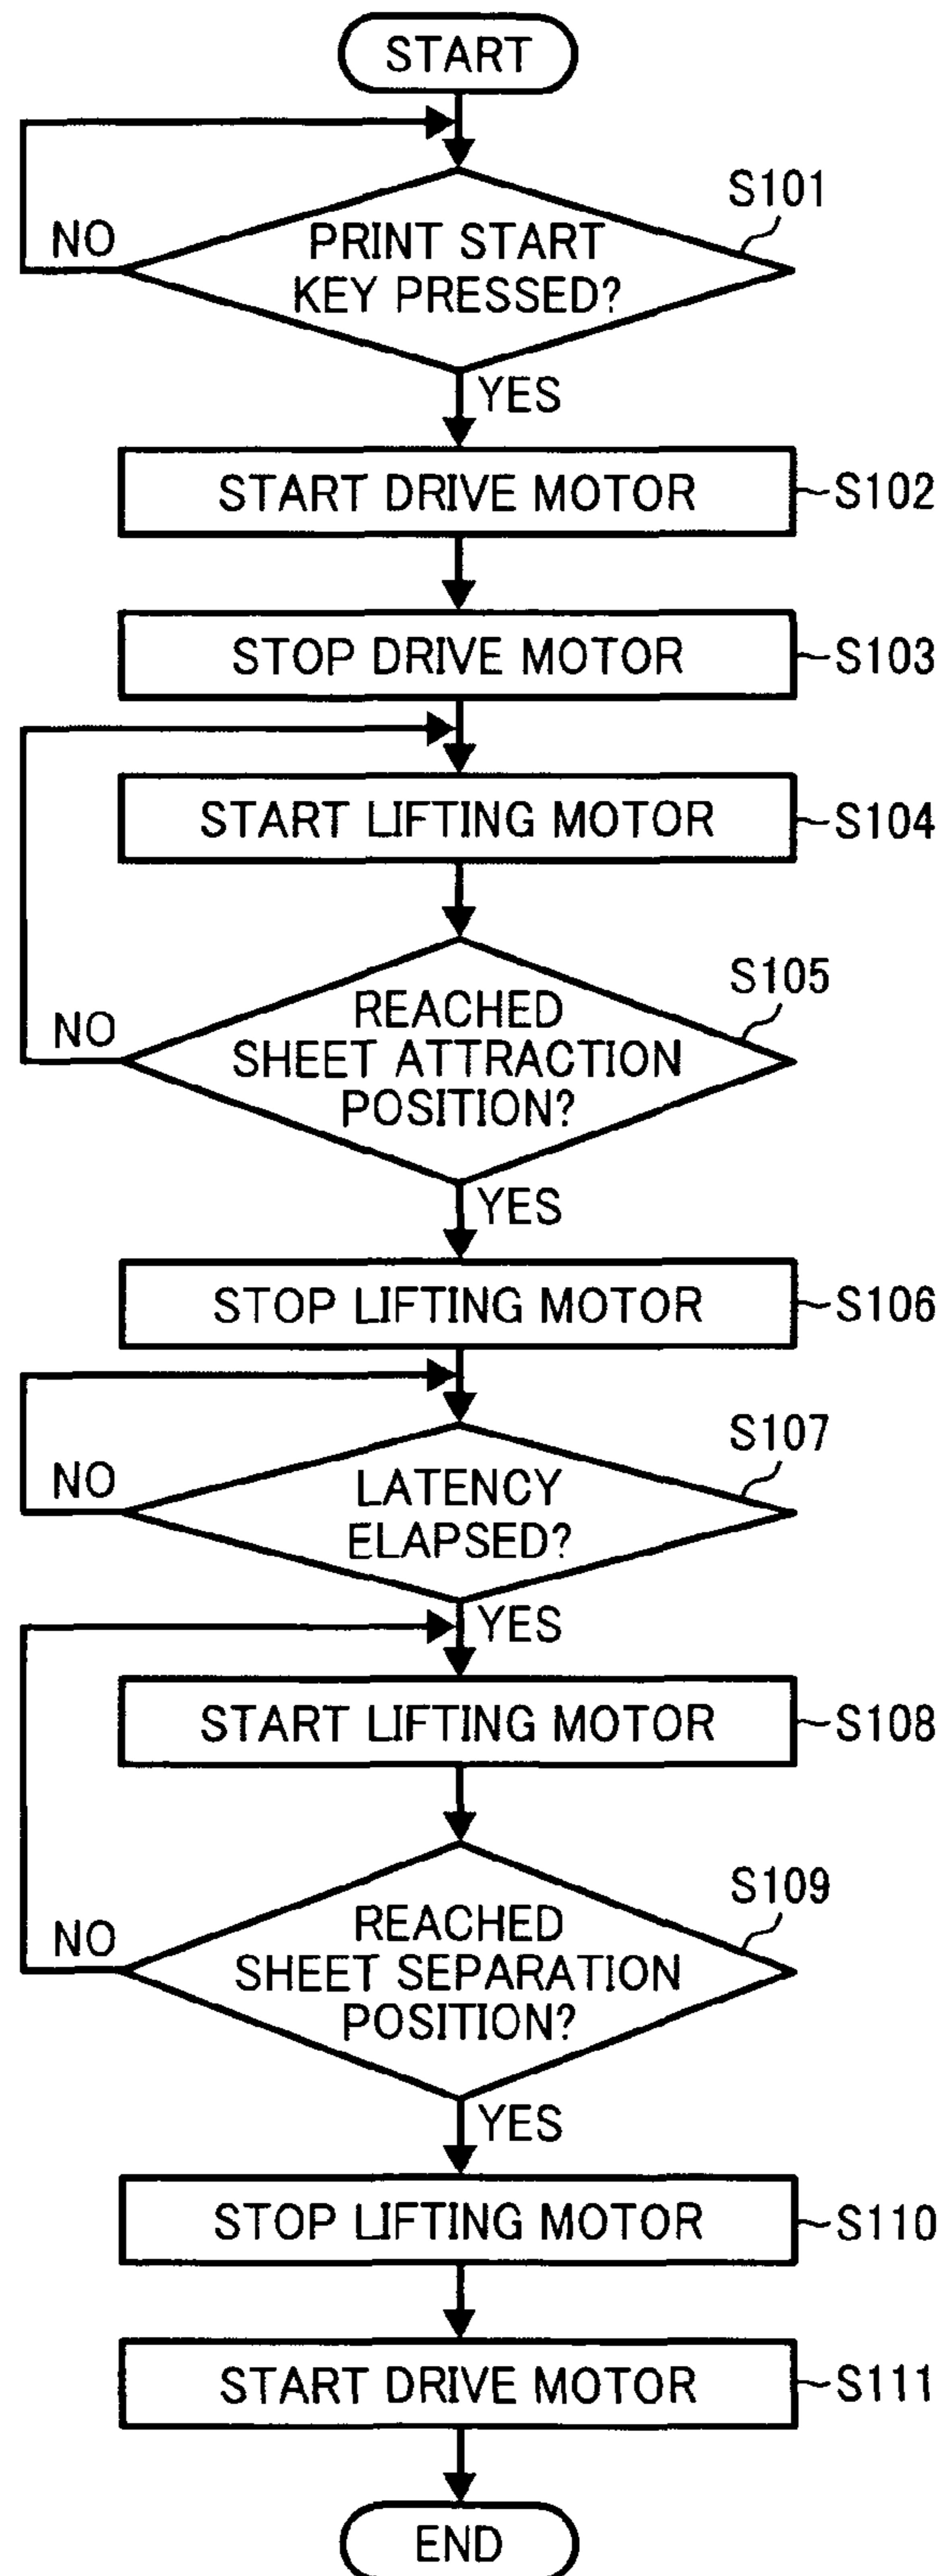 START
S101
NO
PRINT START
KEY PRESSED?
YES
START DRIVE MOTOR
S102
STOP DRIVE MOTOR
S103
START LIFTING MOTOR
S104
S105
NO
REACHED
SHEET ATTRACTION
POSITION?
YES
STOP LIFTING MOTOR
S106
S107
NO
LATENCY
ELAPSED?
YES
START LIFTING MOTOR
S108
S109
NO
REACHED
SHEET SEPARATION
POSITION?
YES
STOP LIFTING MOTOR
S110
START DRIVE MOTOR
S111
END